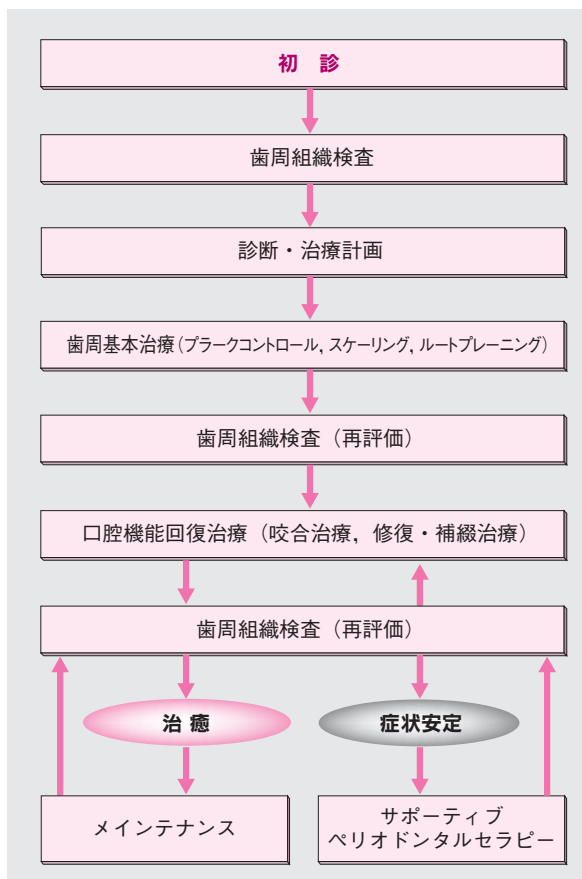 初 診
歯周組織検査
診断・治療計画
歯周基本治療(プラークコントロール, スケーリング, ルートプレーニング)
歯周組織検査(再評価)
口腔機能回復治療(咬合治療, 修復・補綴治療)
歯周組織検査(再評価)
治 癒
症状安定
メインテナンス
サポーティブ
ペリオドンタルセラピー